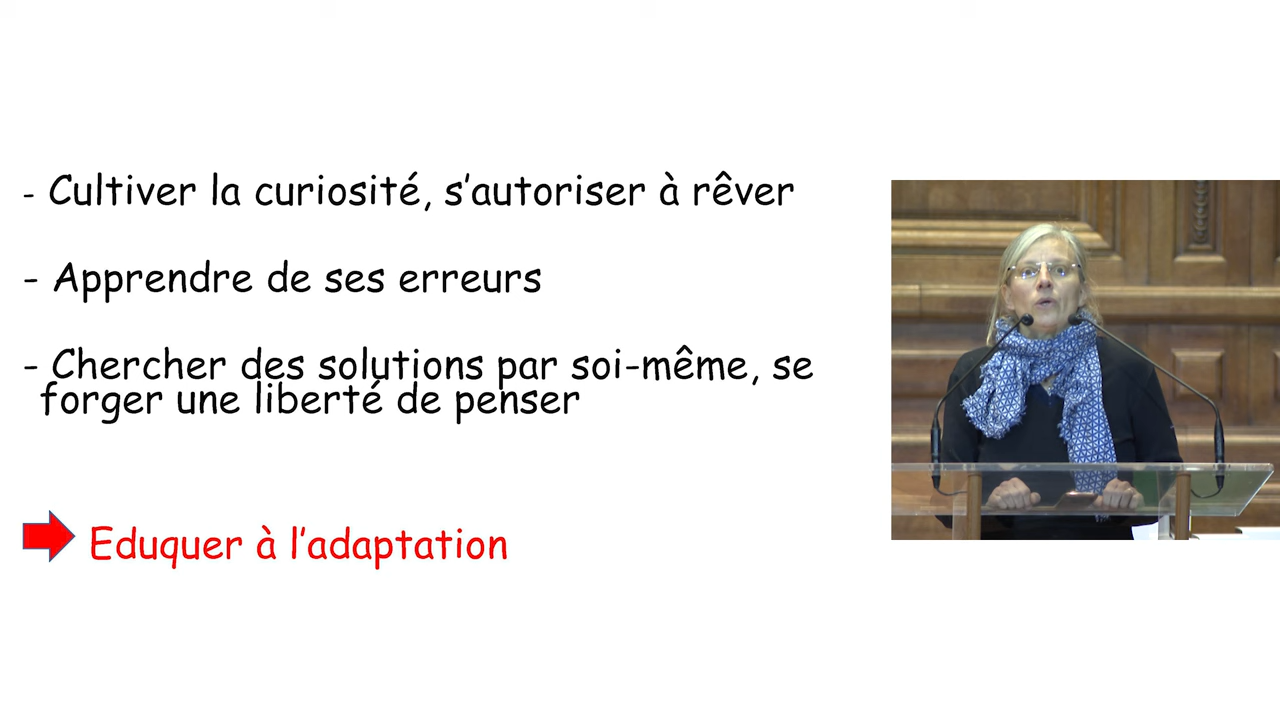 - Cultiver la curiosité, s’autoriser à rêver
- Apprendre de ses erreurs
- Chercher des solutions par soi-même, se
forger une liberté de penser
Eduquer à l’adaptation